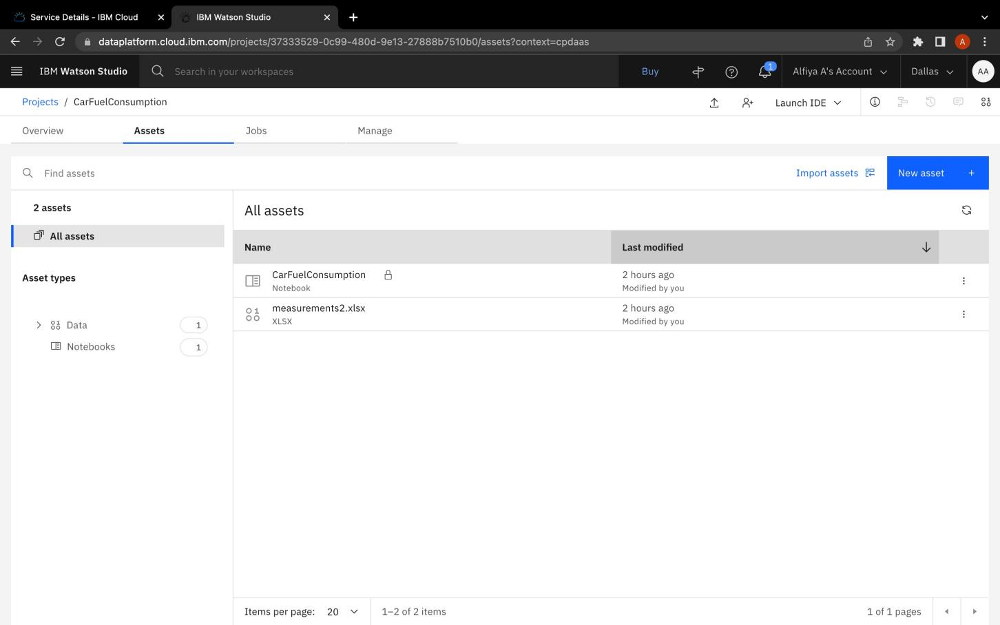 Service Details - IBM Cloud
IBM Watson Studio
dataplatform.cloud.ibm.com/projects/37333529-0c99-480d-9e13-27888b7510b0/assets?context=cpdaas
A
IBM Watson Studio
Search in your workspaces
Buy
1
Alfiya A's Account
Dallas
AA
Projects / CarFuelConsumption
Launch IDE
Overview
Assets
Jobs
Manage
Find assets
Import assets
New asset +
2 assets
All assets
Asset types
Data 1
Notebooks 1
All assets
Name
Last modified
CarFuelConsumption
2 hours ago
Notebook
Modified by you
measurements2.xlsx
2 hours ago
XLSX
Modified by you
Items per page: 20
1–2 of 2 items
1 of 1 pages